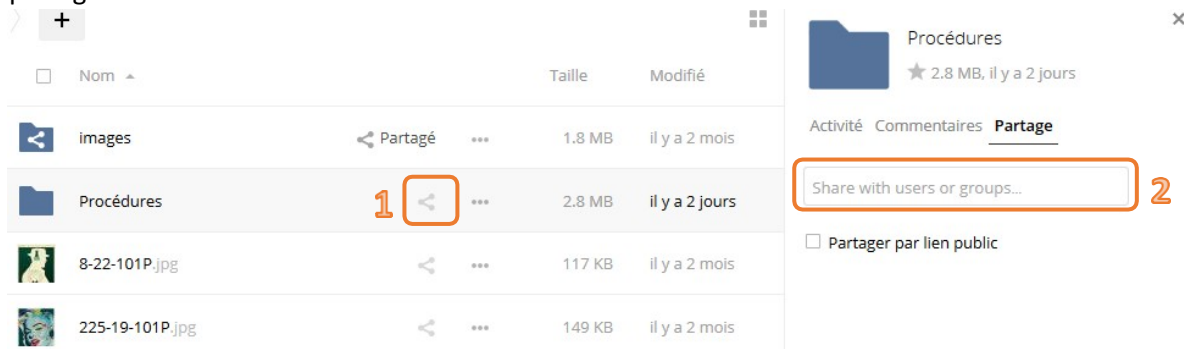 +
Nom
Taille
Modifié
images
Partagé
1.8 MB
il y a 2 mois
Procédures
1
2.8 MB
il y a 2 jours
8-22-101P.jpg
117 KB
il y a 2 mois
225-19-101P.jpg
149 KB
il y a 2 mois
Procédures
2.8 MB, il y a 2 jours
Activité Commentaires Partage
Share with users or groups...
2
Partager par lien public